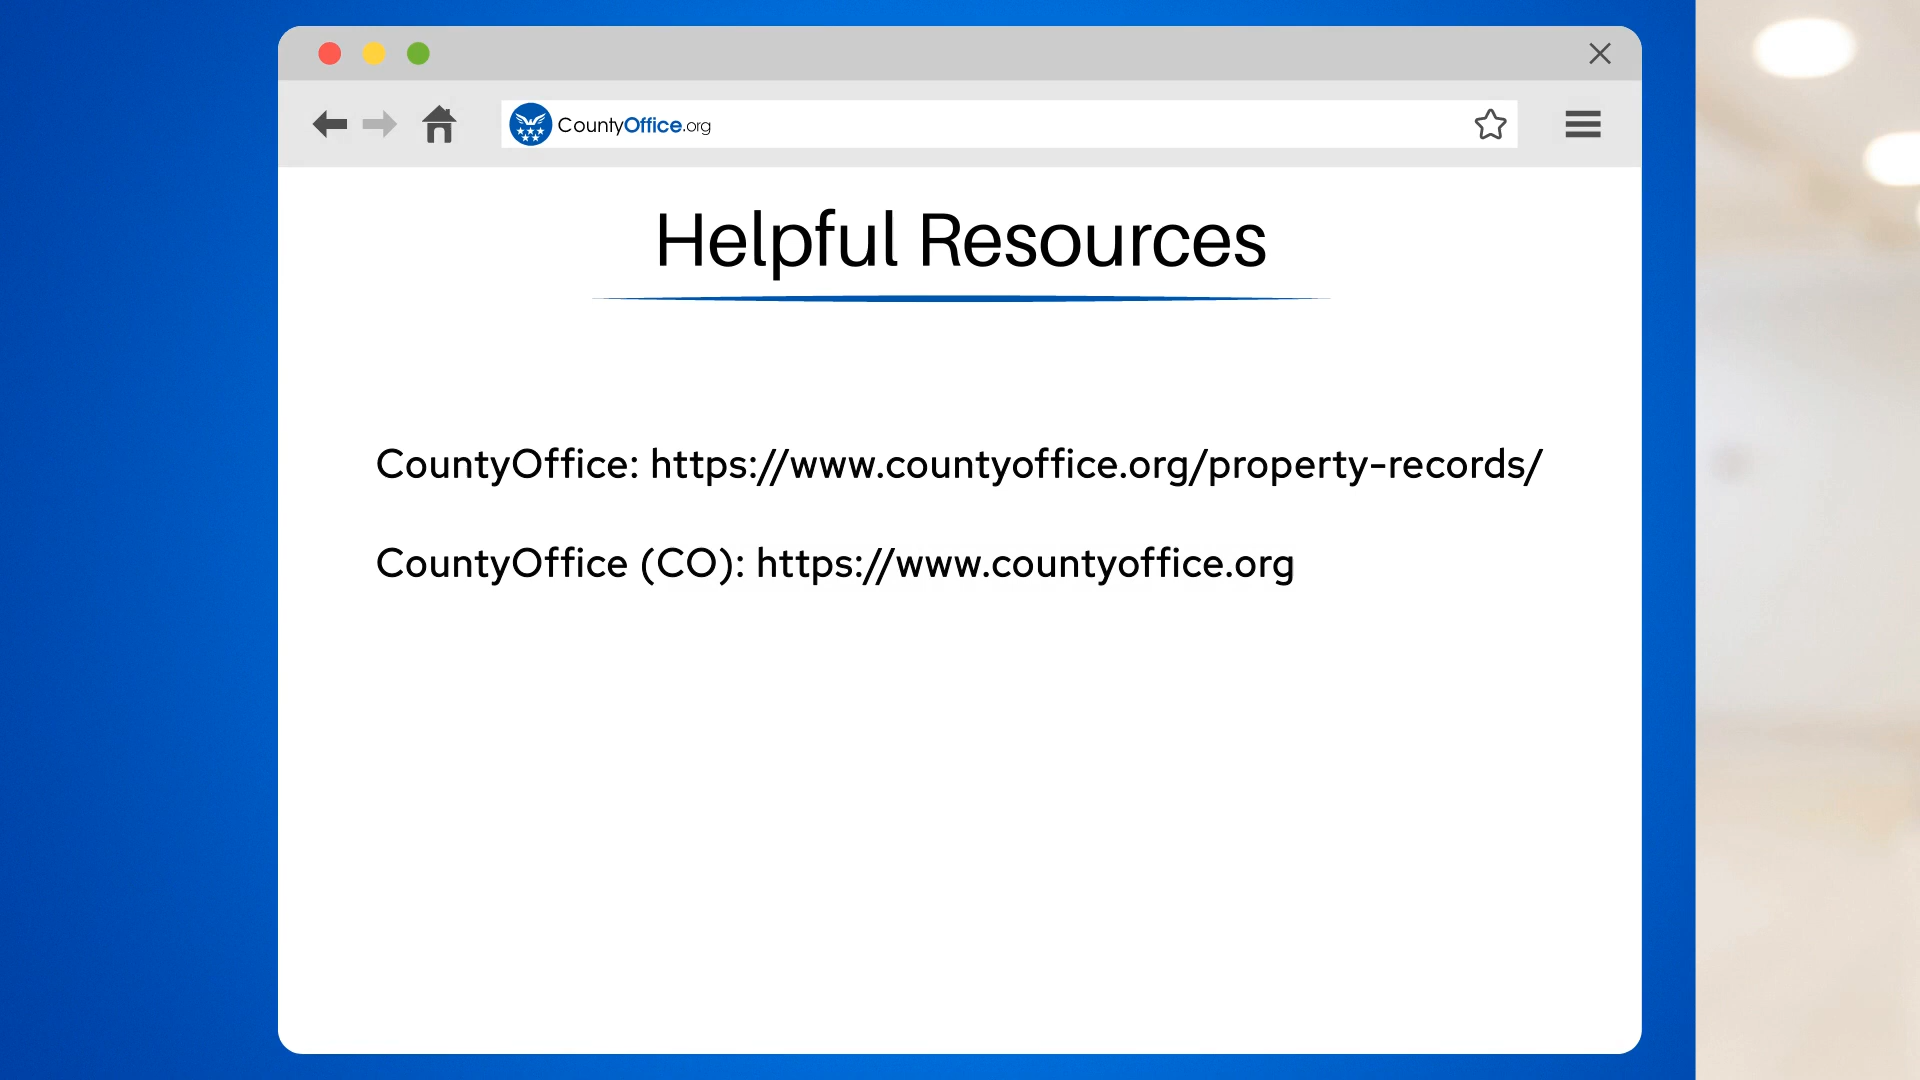 CountyOffice.org
Helpful Resources
CountyOffice: https://www.countyoffice.org/property-records/
CountyOffice (CO): https://www.countyoffice.org